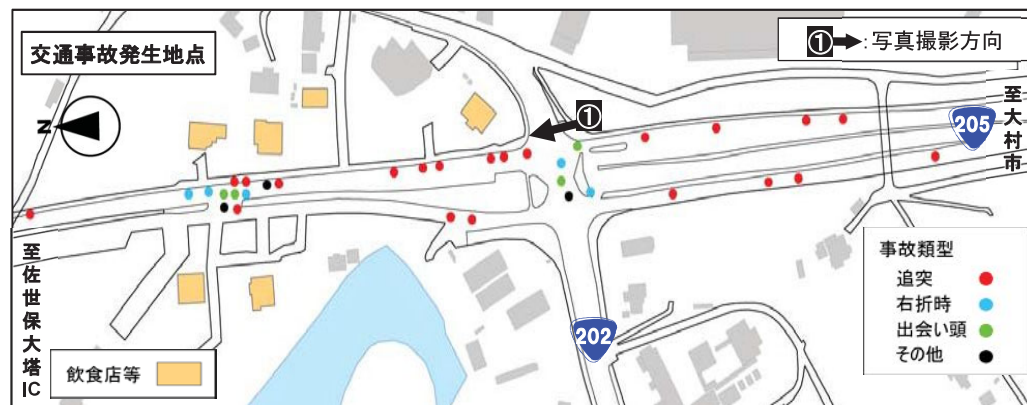 交通事故発生地点
①➡:写真撮影方向
N
①
至大村市
205
至佐世保大塔IC
202
事故類型
追突
右折時
出会い頭
その他
飲食店等